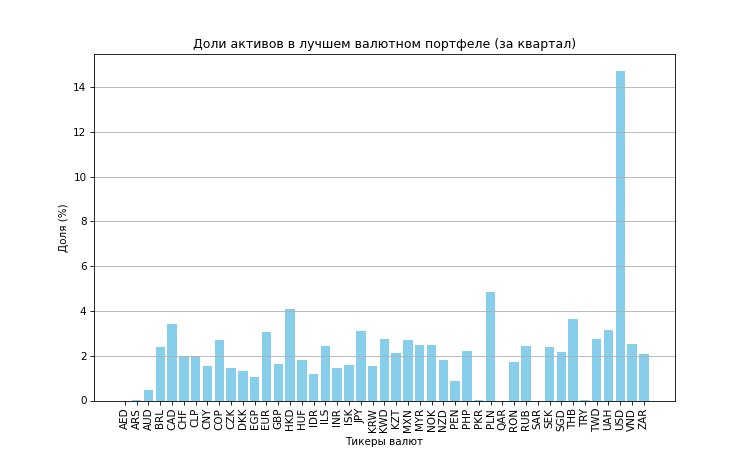 Доли активов в лучшем валютном портфеле (за квартал)
Доля (%)
14
12
10
8
6
4
2
0
AED ARS AUD BRL CAD CHF CLP CNY COP CZK DKK EGP EUR GBP HKD HUF IDR ILS INR ISK JPY KRW KWD KZT MXN MYR NOK NZD PEN PHP PKR PLN QAR RON RUB SAR SEK SGD THB TRY TWD UAH USD VND ZAR
Тикеры валют